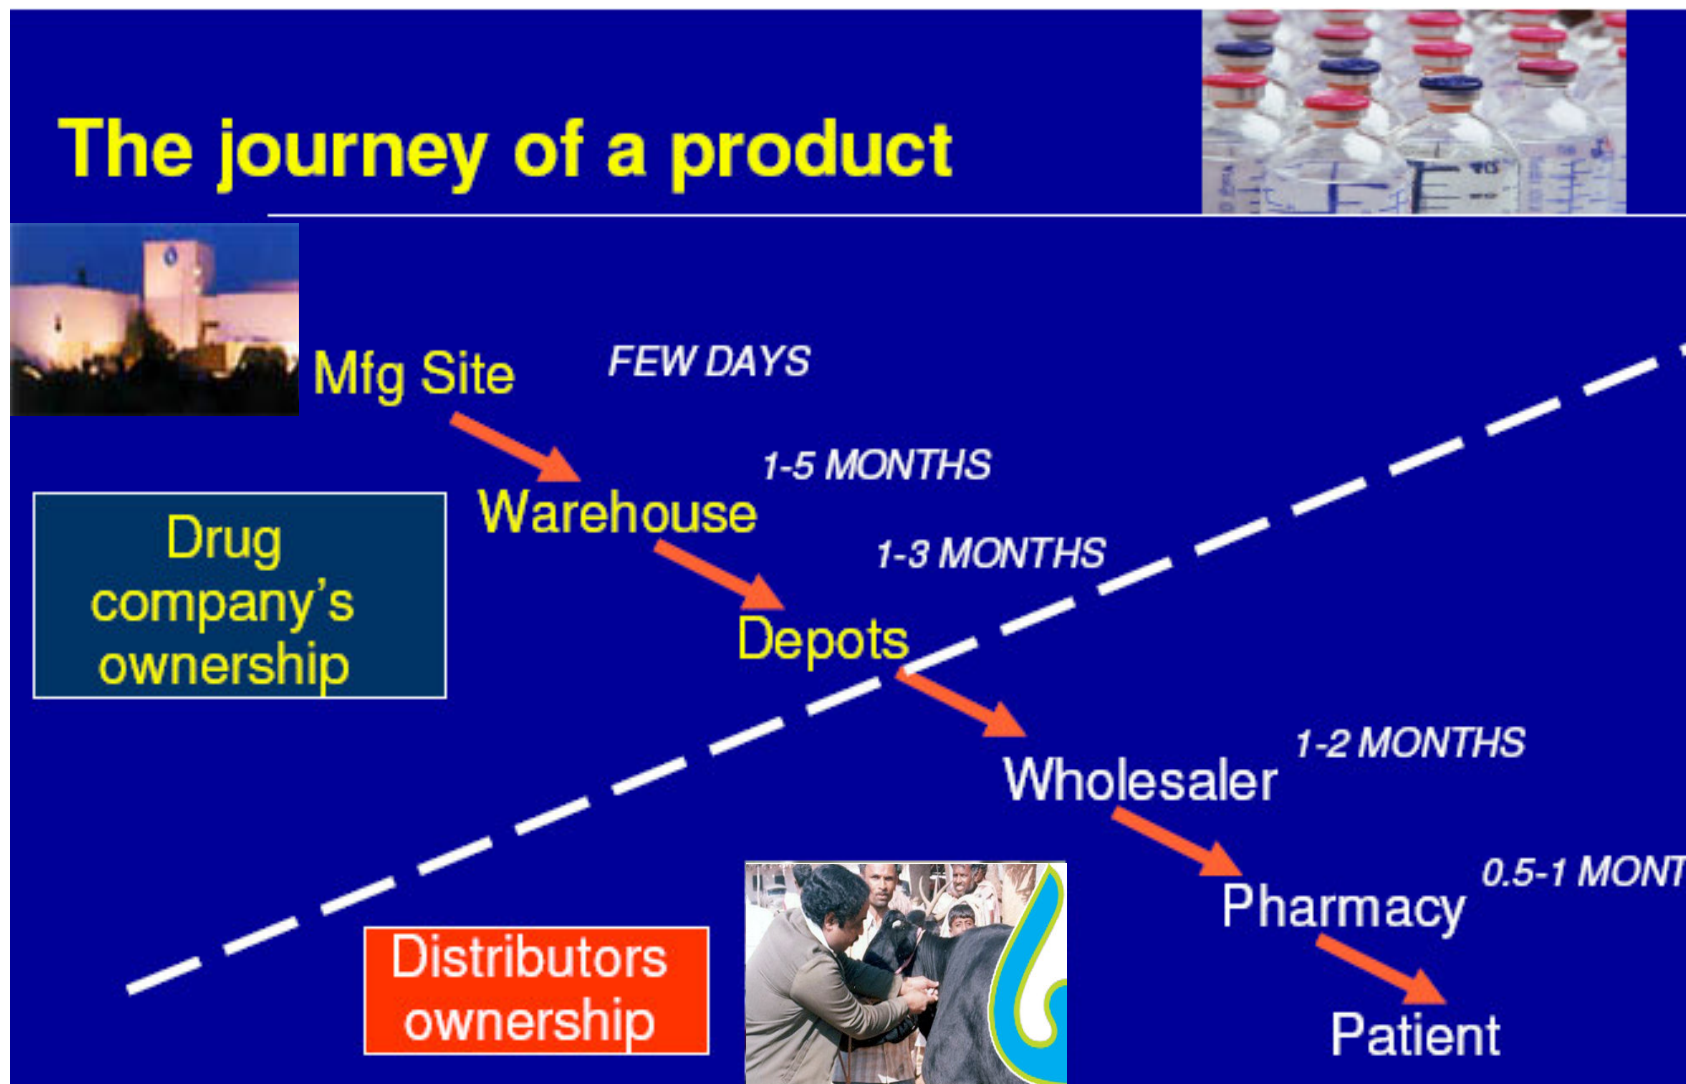 The journey of a product
Mfg Site
FEW DAYS
1-5 MONTHS
Warehouse
1-3 MONTHS
Drug
company's
ownership
Depots
1-2 MONTHS
Wholesaler
0.5-1 MONT
Pharmacy
Distributors
ownership
Patient